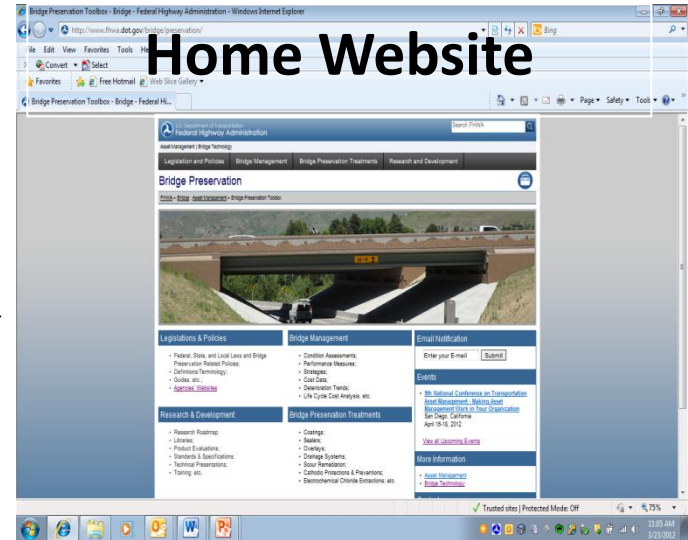 Bridge Preservation Toolbox - Bridge - Federal Highway Administration - Windows Internet Explorer
http://www.fhwa.dot.gov/bridge/preservation/
Bing
File Edit View Favorites Tools
Home Website
Convert Select
Favorites Free Hotmail Web Slice Gallery
Bridge Preservation Toolbox - Bridge - Federal Hi...
Page Safety Tools
U.S. Department of Transportation
Federal Highway Administration
Search FHWA
Asset Management | Bridge Technology
Legislation and Policies Bridge Management Bridge Preservation Treatments Research and Development
Bridge Preservation
FHWA > Bridge Asset Management > Bridge Preservation Toolbox
Legislations & Policies
• Federal, State, and Local Laws and Bridge
Preservation Related Policies;
• Definitions/Terminology;
• Guides, etc.;
• Agencies' Websites
Bridge Management
• Condition Assessments;
• Performance Measures;
• Strategies;
• Cost Data;
• Deterioration Trends;
• Life Cycle Cost Analysis; etc.
Email Notification
Enter your E-mail Submit
Events
• 9th National Conference on Transportation
Asset Management - Making Asset
Management Work in Your Organization
San Diego, California
April 16-18, 2012
View all Upcoming Events
Research & Development
• Research Roadmap;
• Libraries;
• Product Evaluations;
• Standards & Specifications;
• Technical Presentations;
• Training; etc.
Bridge Preservation Treatments
• Coatings;
• Sealers;
• Overlays;
• Drainage Systems;
• Scour Remediation;
• Cathodic Protections & Preventions;
• Electrochemical Chloride Extractions; etc.
More Information
• Asset Management
• Bridge Technology
Trusted sites | Protected Mode: Off
75%
11:05 AM
3/23/2012